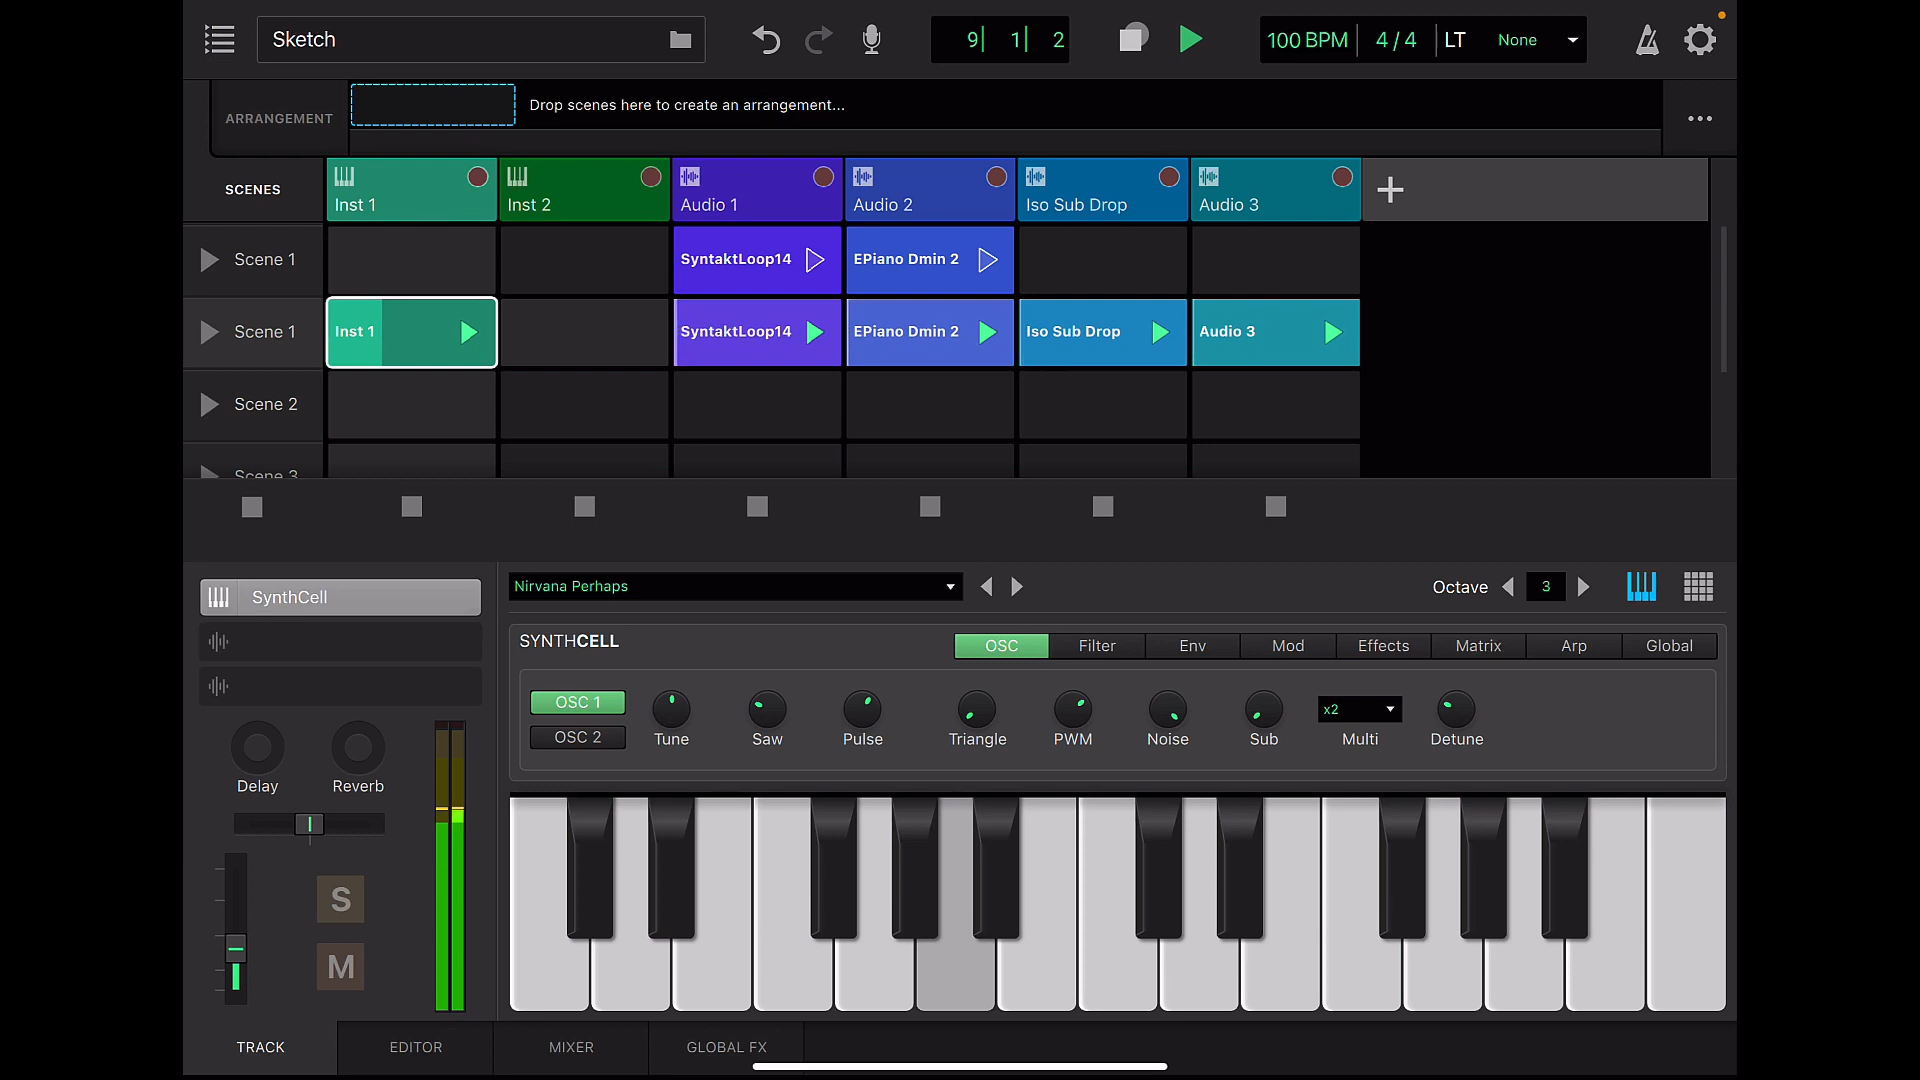 Sketch
9 1 2
100 BPM 4 / 4 LT None
ARRANGEMENT
Drop scenes here to create an arrangement...
SCENES
Inst 1 Inst 2 Audio 1 Audio 2 Iso Sub Drop Audio 3
Scene 1 SyntaktLoop14 EPiano Dmin 2
Scene 1 Inst 1 SyntaktLoop14 EPiano Dmin 2 Iso Sub Drop Audio 3
Scene 2
Scene 3
SynthCell
Nirvana Perhaps
Octave 3
SYNTHCELL
OSC Filter Env Mod Effects Matrix Arp Global
OSC 1
OSC 2
x2
Tune Saw Pulse Triangle PWM Noise Sub Multi Detune
Delay Reverb
S
M
TRACK EDITOR MIXER GLOBAL FX